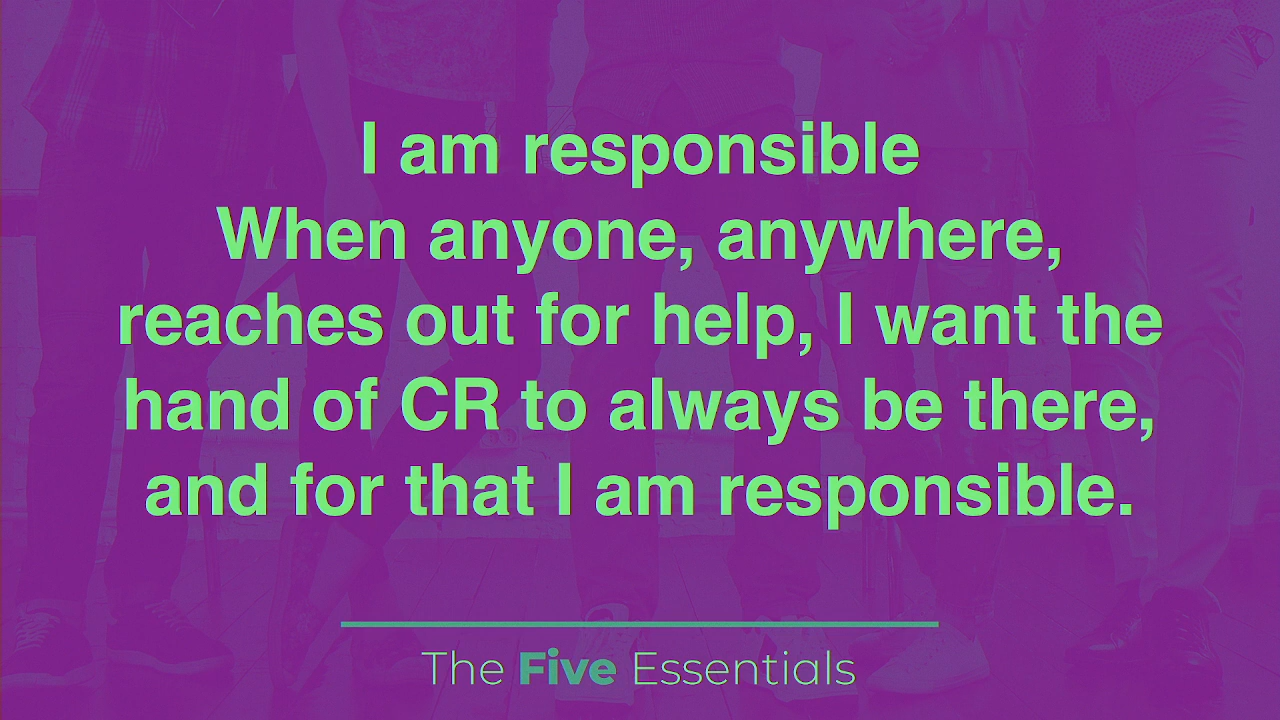 I am responsible
When anyone, anywhere,
reaches out for help, I want the
hand of CR to always be there,
and for that I am responsible.
The Five Essentials